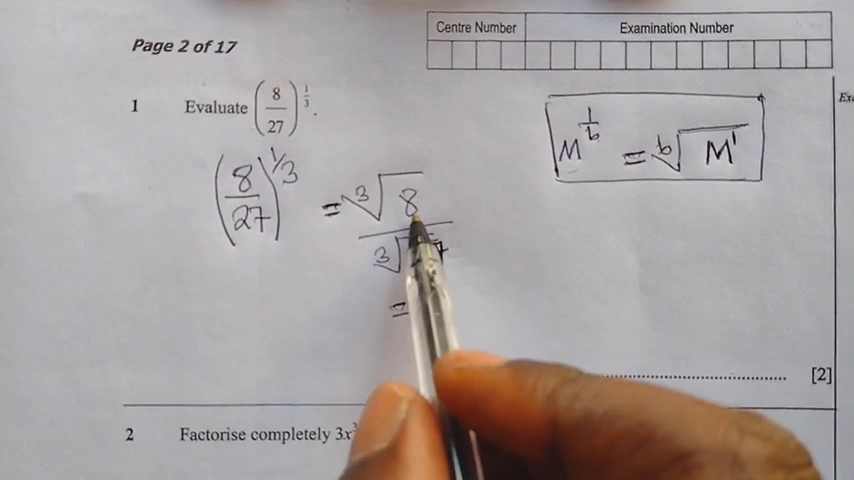 Centre Number Examination Number
Page 2 of 17
1 Evaluate (8/27)^(1/3).
M^(1/b) = ᵇ√M¹
(8/27)^(1/3) = ³√8
³√
=
[2]
2 Factorise completely 3x³